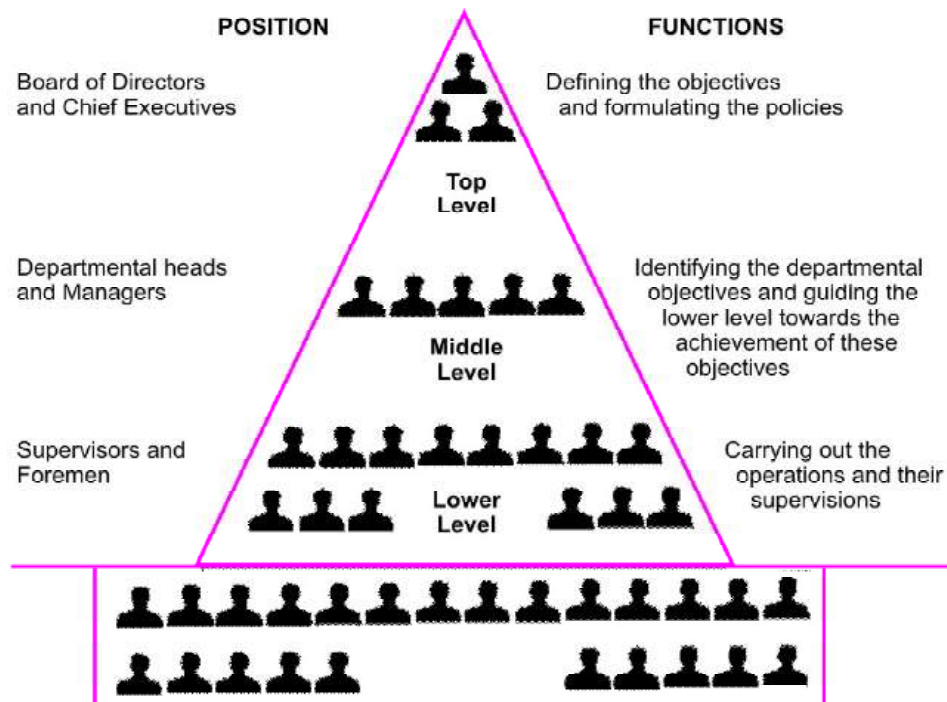 POSITION
FUNCTIONS
Board of Directors
and Chief Executives
Defining the objectives
and formulating the policies
Top
Level
Departmental heads
and Managers
Identifying the departmental
objectives and guiding the
lower level towards the
achievement of these
objectives
Middle
Level
Supervisors and
Foremen
Carrying out the
operations and their
supervisions
Lower
Level